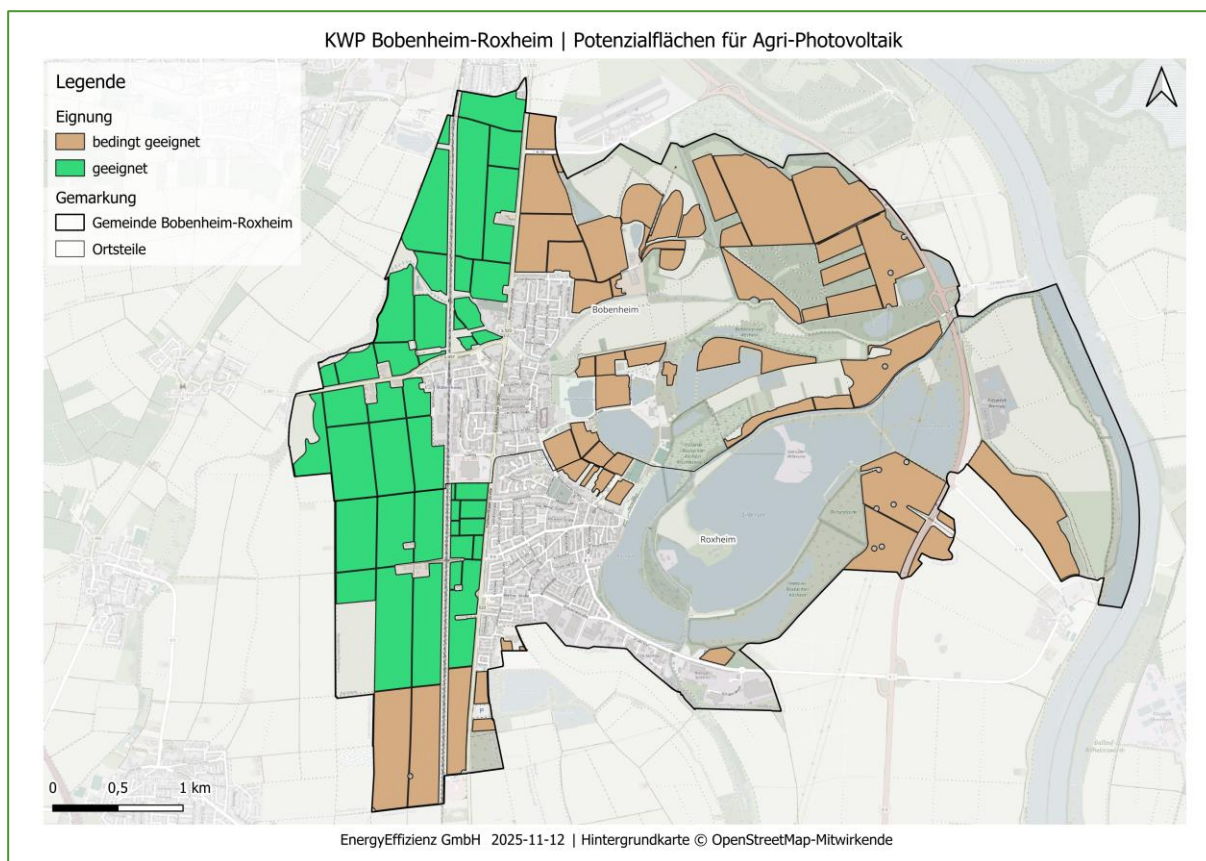 KWP Bobenheim-Roxheim | Potenzialflächen für Agri-Photovoltaik
Legende
Eignung
bedingt geeignet
geeignet
Gemarkung
Gemeinde Bobenheim-Roxheim
Ortsteile
Bobenheim
Roxheim
P
0 0,5 1 km
EnergyEffizienz GmbH 2025-11-12 | Hintergrundkarte © OpenStreetMap-Mitwirkende